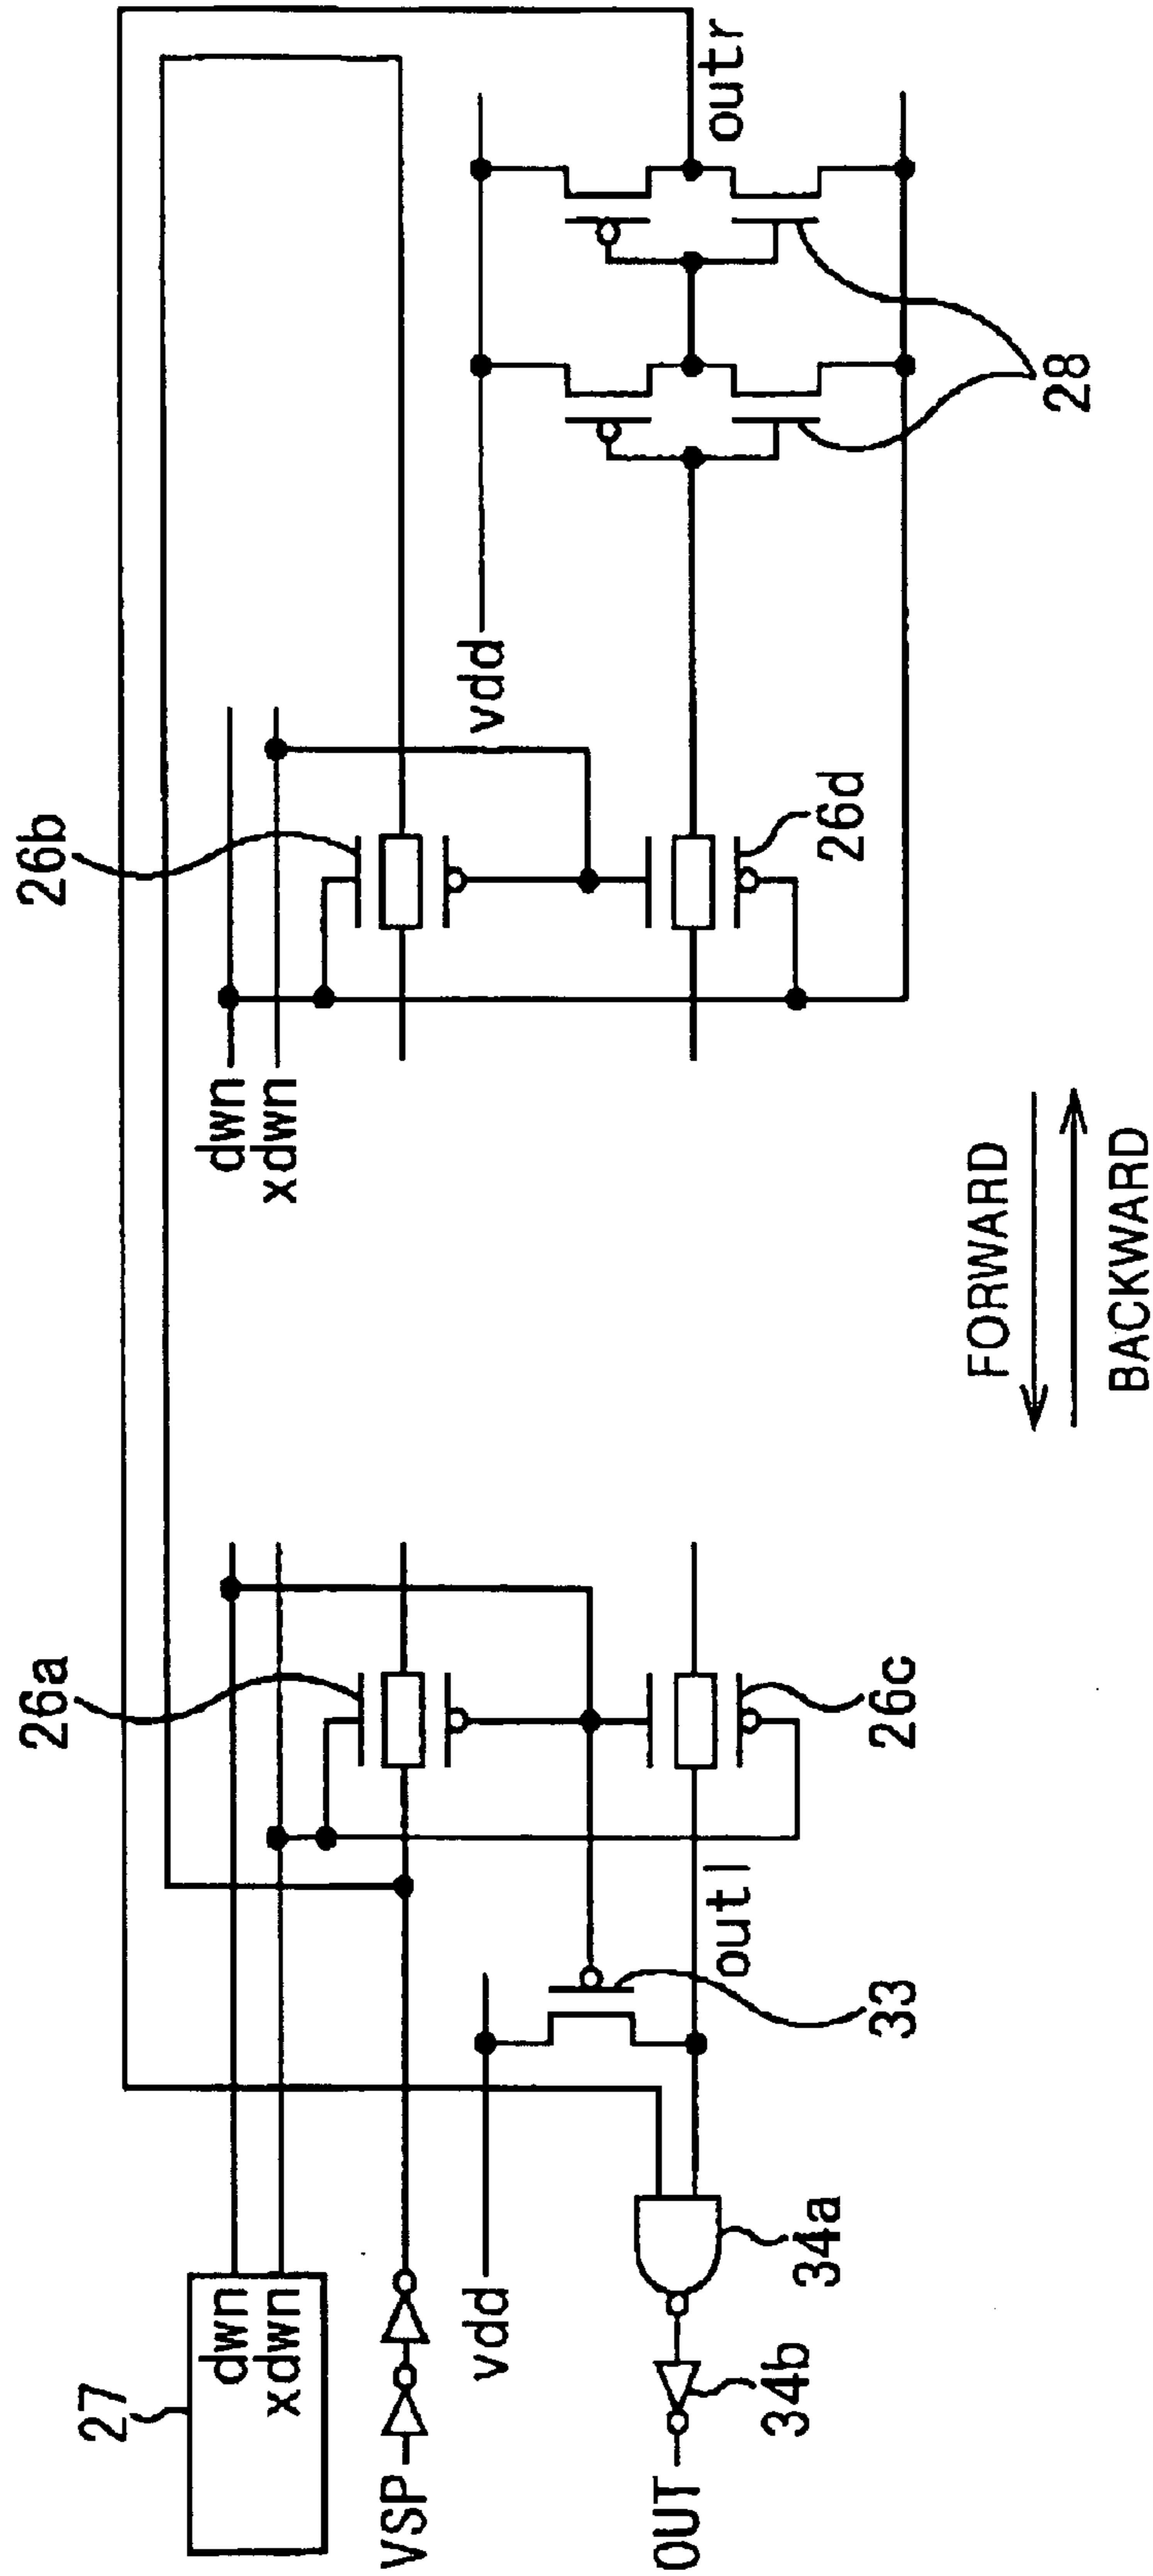 27
dwn
xdwn
VSP
vdd
OUT
34b
34a
33
outl
26a
26c
FORWARD
BACKWARD
dwn
xdwn
26b
26d
vdd
28
outr